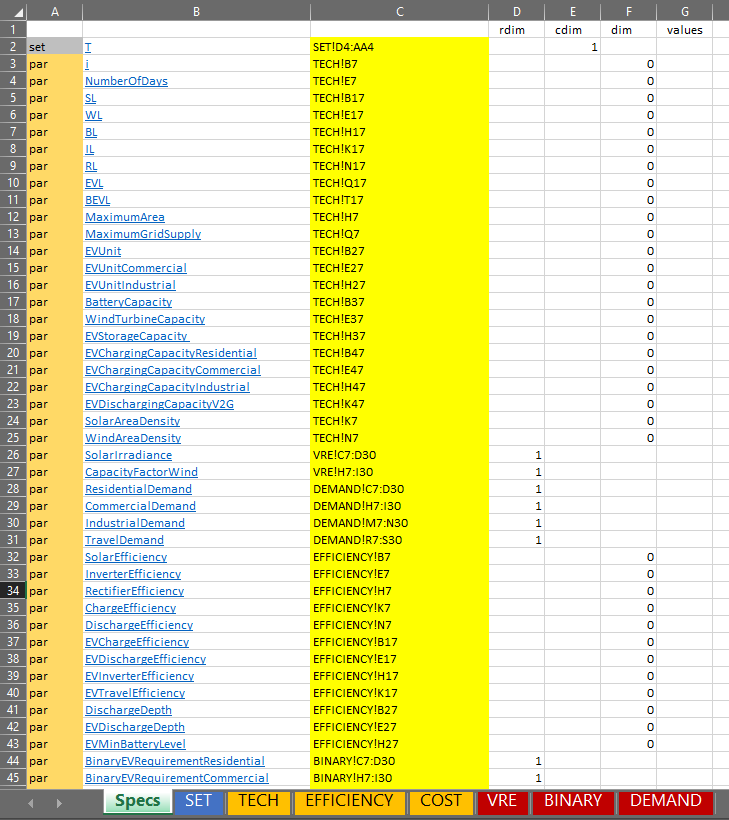 A B C D E F G
1 rdim cdim dim values
2 set T SET!D4:AA4 1
3 par i TECH!B7 0
4 par NumberOfDays TECH!E7 0
5 par SL TECH!B17 0
6 par WL TECH!E17 0
7 par BL TECH!H17 0
8 par IL TECH!K17 0
9 par RL TECH!N17 0
10 par EVL TECH!Q17 0
11 par BEVL TECH!T17 0
12 par MaximumArea TECH!H7 0
13 par MaximumGridSupply TECH!Q7 0
14 par EVUnit TECH!B27 0
15 par EVUnitCommercial TECH!E27 0
16 par EVUnitIndustrial TECH!H27 0
17 par BatteryCapacity TECH!B37 0
18 par WindTurbineCapacity TECH!E37 0
19 par EVStorageCapacity TECH!H37 0
20 par EVChargingCapacityResidential TECH!B47 0
21 par EVChargingCapacityCommercial TECH!E47 0
22 par EVChargingCapacityIndustrial TECH!H47 0
23 par EVDischargingCapacityV2G TECH!K47 0
24 par SolarAreaDensity TECH!K7 0
25 par WindAreaDensity TECH!N7 0
26 par SolarIrradiance VRE!C7:D30 1
27 par CapacityFactorWind VRE!H7:I30 1
28 par ResidentialDemand DEMAND!C7:D30 1
29 par CommercialDemand DEMAND!H7:I30 1
30 par IndustrialDemand DEMAND!M7:N30 1
31 par TravelDemand DEMAND!R7:S30 1
32 par SolarEfficiency EFFICIENCY!B7 0
33 par InverterEfficiency EFFICIENCY!E7 0
34 par RectifierEfficiency EFFICIENCY!H7 0
35 par ChargeEfficiency EFFICIENCY!K7 0
36 par DischargeEfficiency EFFICIENCY!N7 0
37 par EVChargeEfficiency EFFICIENCY!B17 0
38 par EVDischargeEfficiency EFFICIENCY!E17 0
39 par EVInverterEfficiency EFFICIENCY!H17 0
40 par EVTravelEfficiency EFFICIENCY!K17 0
41 par DischargeDepth EFFICIENCY!B27 0
42 par EVDischargeDepth EFFICIENCY!E27 0
43 par EVMinBatteryLevel EFFICIENCY!H27 0
44 par BinaryEVRequirementResidential BINARY!C7:D30 1
45 par BinaryEVRequirementCommercial BINARY!H7:I30 1
Specs SET TECH EFFICIENCY COST VRE BINARY DEMAND